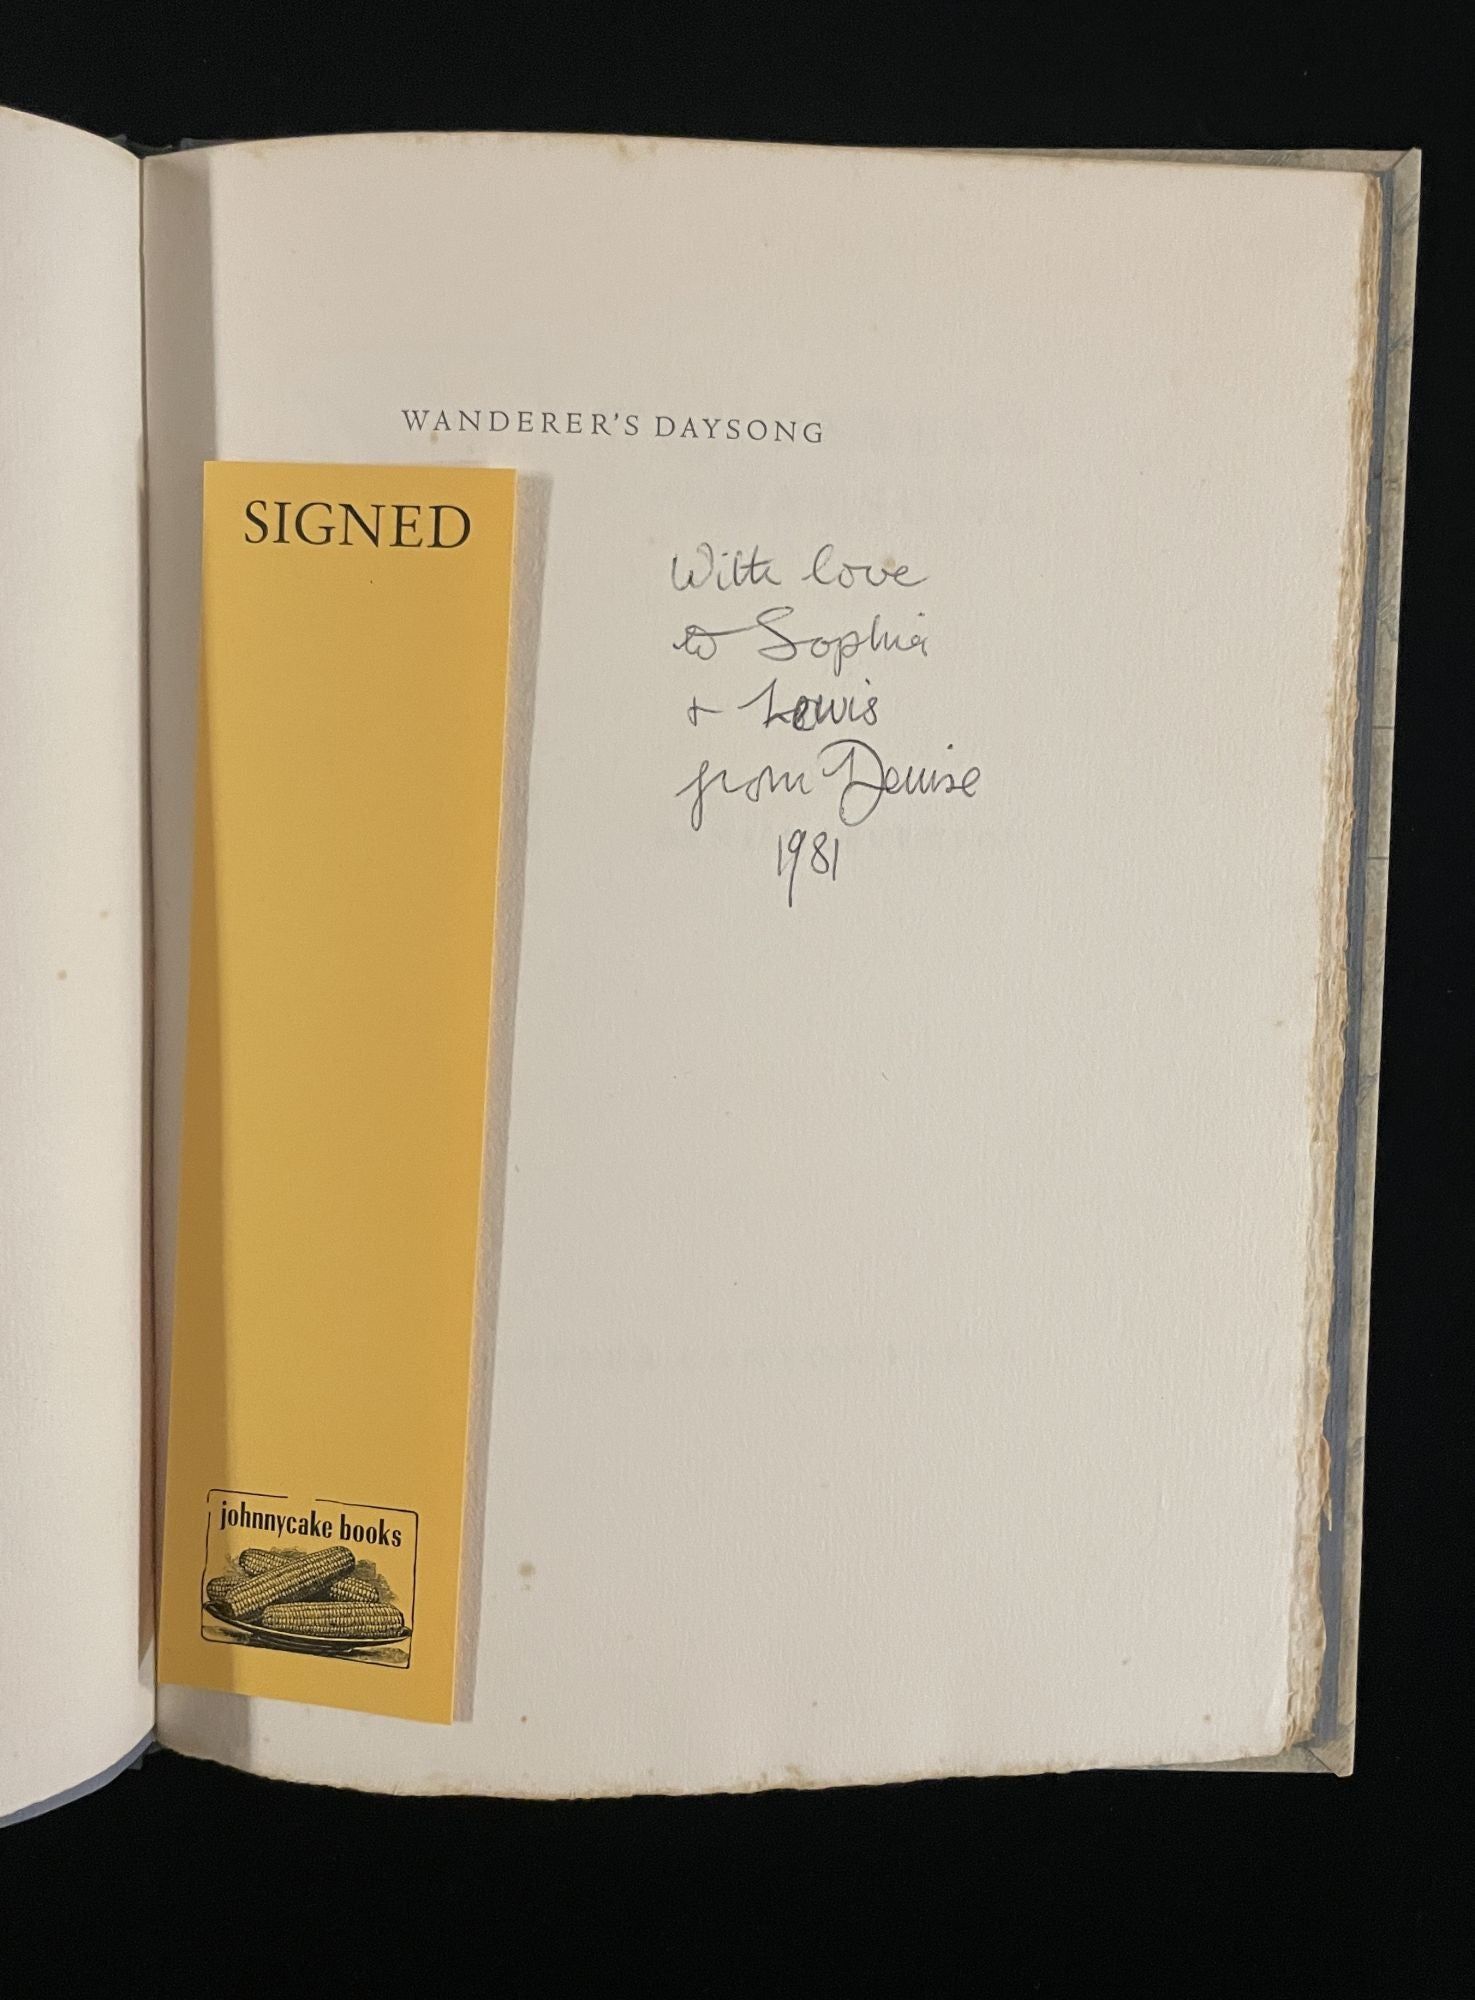 WANDERER'S DAYSONG
SIGNED
With love
to Sophia
+ Lewis
from Denise
1981
johnnycake books